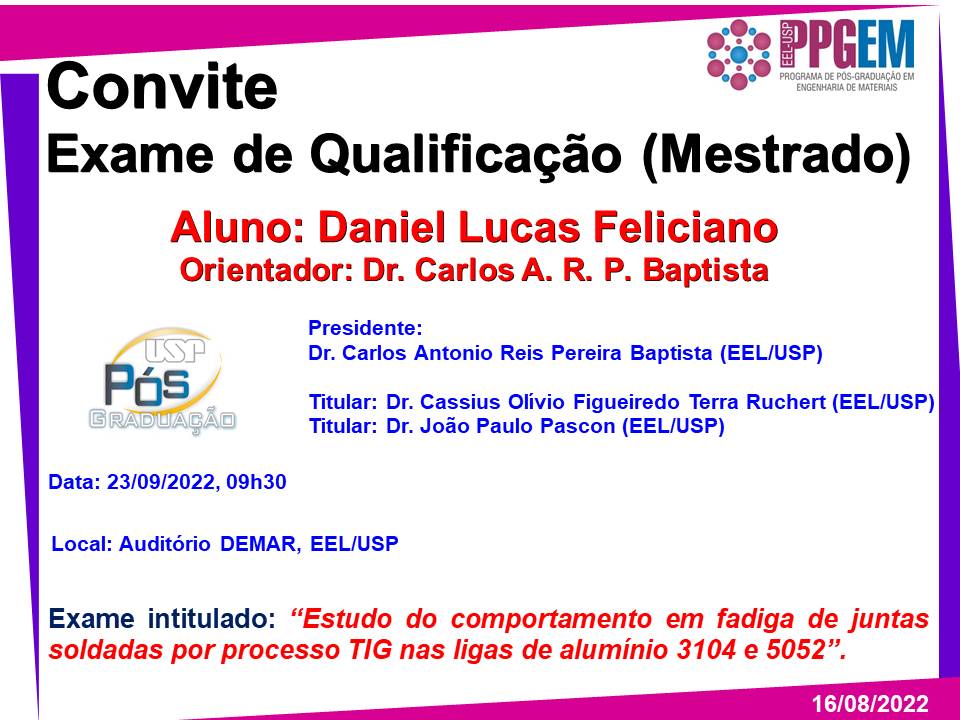 EEL-USP
PPGEM
PROGRAMA DE PÓS-GRADUAÇÃO EM
ENGENHARIA DE MATERIAIS
Convite
Exame de Qualificação (Mestrado)
Aluno: Daniel Lucas Feliciano
Orientador: Dr. Carlos A. R. P. Baptista
USP
PÓS
GRADUAÇÃO
Presidente:
Dr. Carlos Antonio Reis Pereira Baptista (EEL/USP)
Titular: Dr. Cassius Olívio Figueiredo Terra Ruchert (EEL/USP)
Titular: Dr. João Paulo Pascon (EEL/USP)
Data: 23/09/2022, 09h30
Local: Auditório DEMAR, EEL/USP
Exame intitulado: “Estudo do comportamento em fadiga de juntas
soldadas por processo TIG nas ligas de alumínio 3104 e 5052”.
16/08/2022